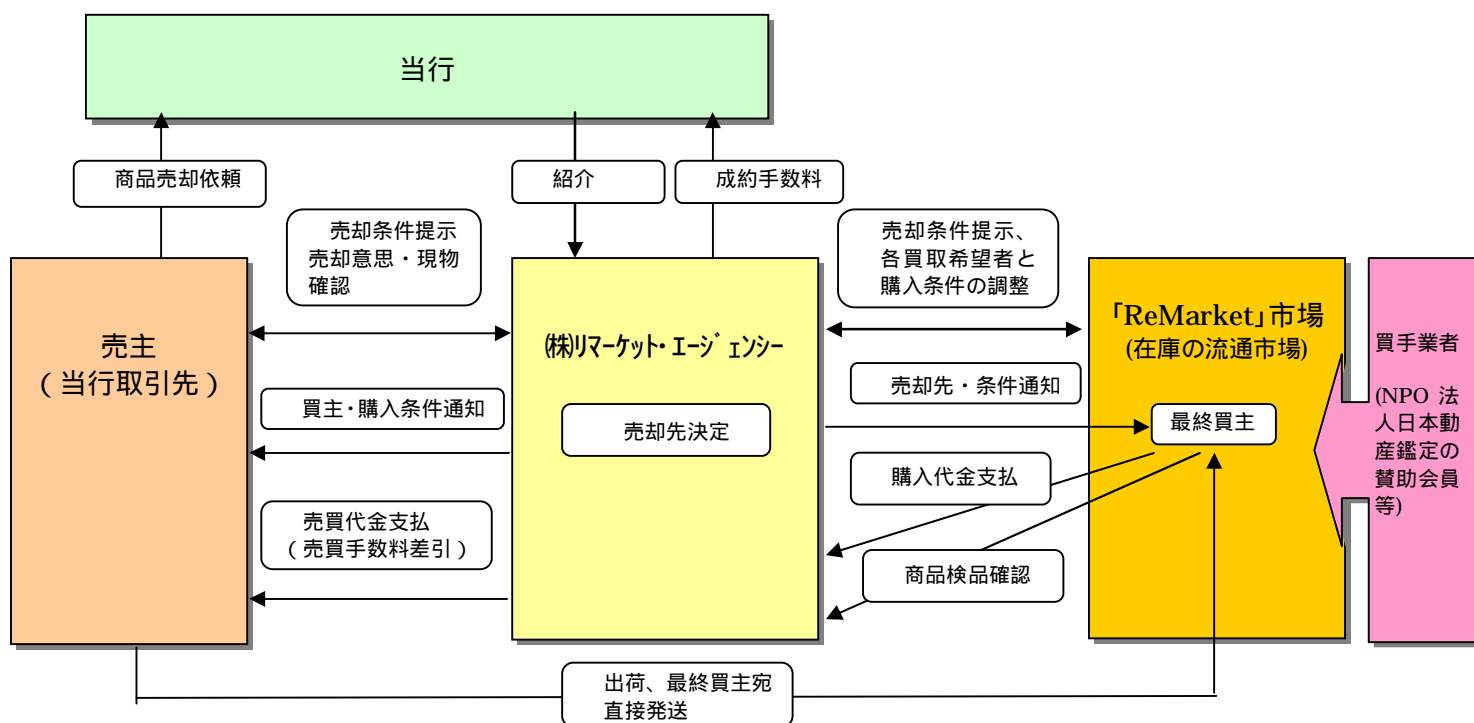 当行
商品売却依頼
紹介
成約手数料
売却条件提示
売却意思・現物
確認
売却条件提示、
各買取希望者と
購入条件の調整
売主
（当行取引先）
㈱ﾘﾏｰｹｯﾄ・ｴｰｼﾞｪﾝｼｰ
「ReMarket」市場
(在庫の流通市場)
買手業者
(NPO 法
人日本動
産鑑定の
賛助会員
等)
買主・購入条件通知
売却先決定
売却先・条件通知
最終買主
購入代金支払
売買代金支払
（売買手数料差引）
商品検品確認
出荷、最終買主宛
直接発送